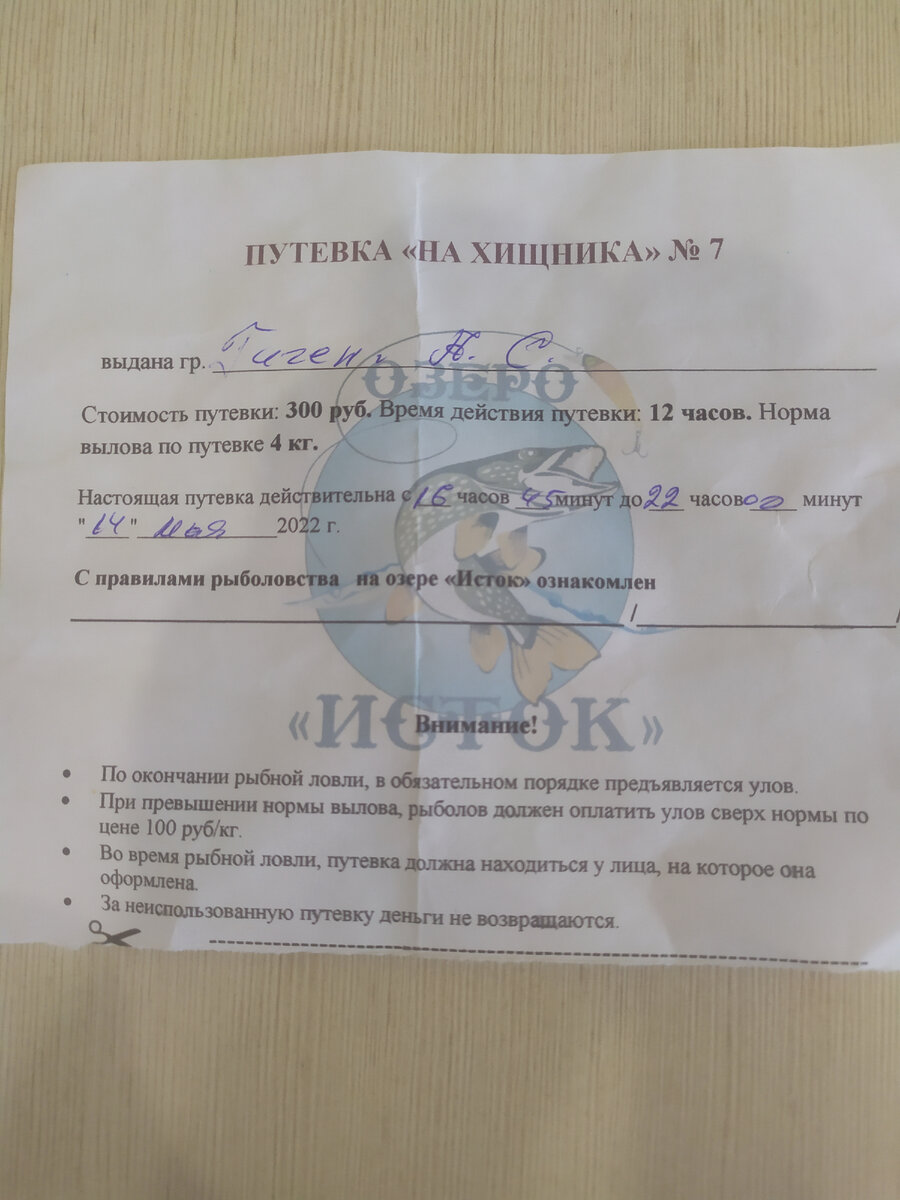 ПУТЕВКА «НА ХИЩНИКА» № 7
выдана гр. А. С.
ОЗЕРО
Стоимость путевки: 300 руб. Время действия путевки: 12 часов. Норма
вылова по путевке 4 кг.
Настоящая путевка действительна с 16 часов 45 минут до 22 часов 00 минут
"14" мая 2022 г.
С правилами рыболовства на озере «Исток» ознакомлен
/ /
«ИСТОК»
Внимание!
• По окончании рыбной ловли, в обязательном порядке предъявляется улов.
• При превышении нормы вылова, рыболов должен оплатить улов сверх нормы по
цене 100 руб/кг.
• Во время рыбной ловли, путевка должна находиться у лица, на которое она
оформлена.
• За неиспользованную путевку деньги не возвращаются.